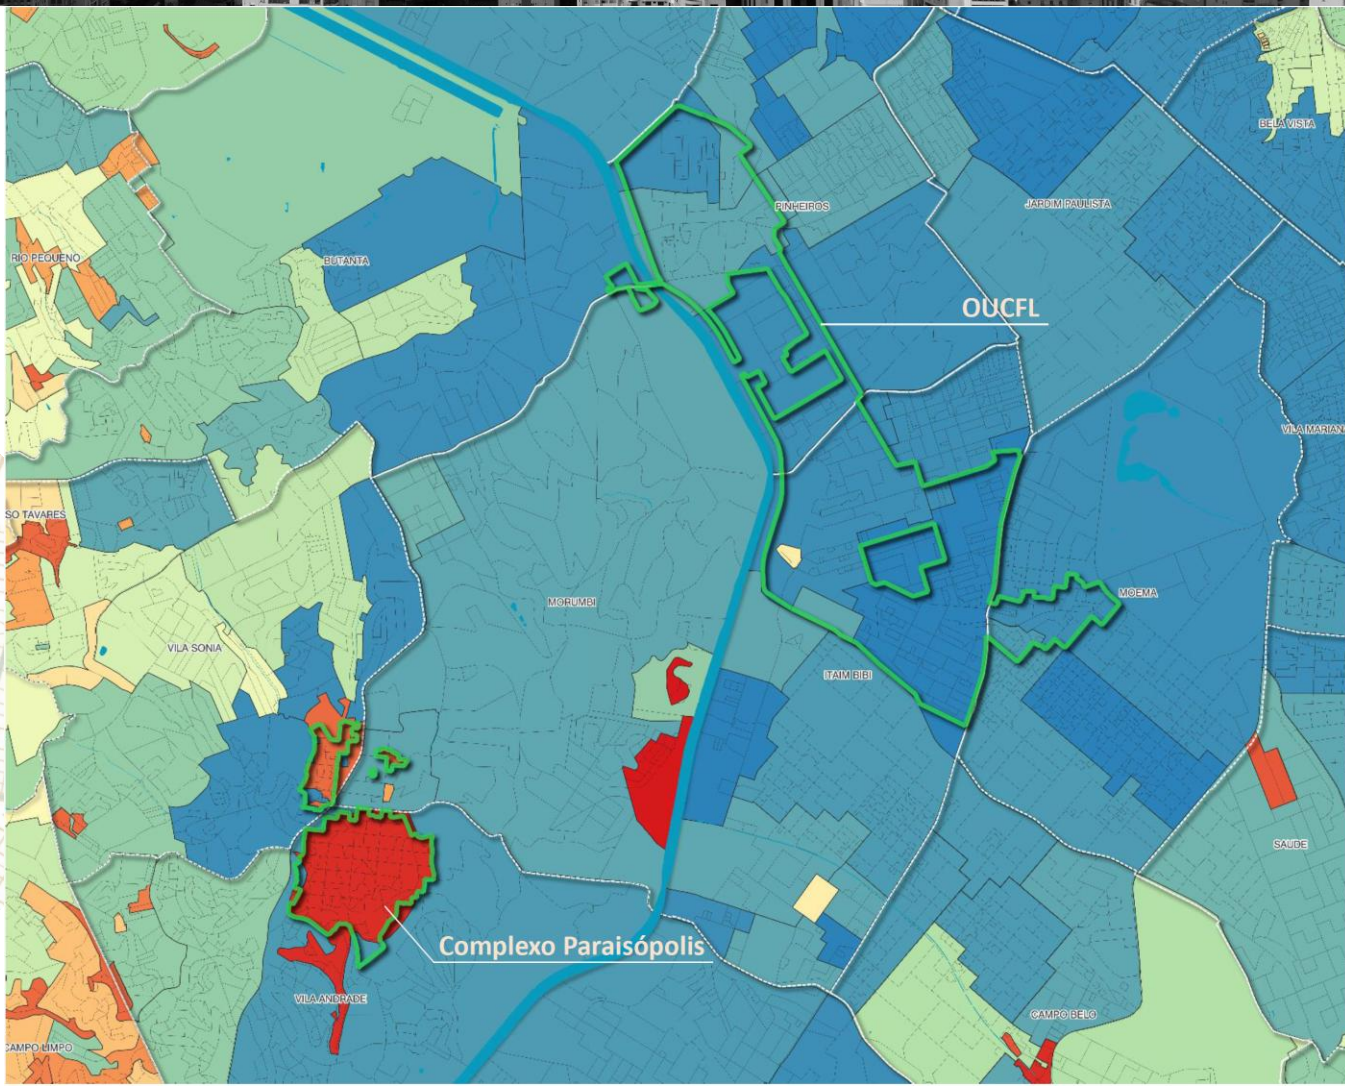 BELA VISTA
PINHEIROS
JARDIM PAULISTA
RIO PEQUENO
BUTANTA
OUCFL
VILA MARIAN
SO TAVARES
MORUMBI
MOEMA
VILA SONIA
ITAIM BIBI
SAUDE
Complexo Paraisópolis
VILA ANDRADE
CAMPO BELO
CAMPO LIMPO